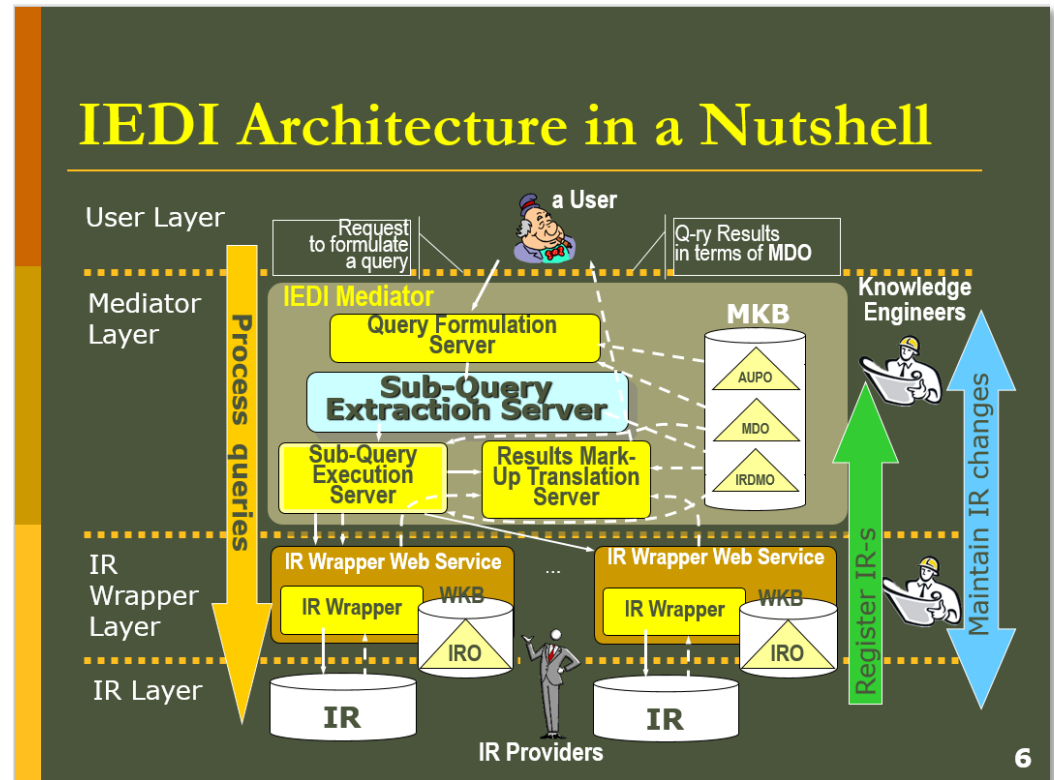 IEDI Architecture in a Nutshell
User Layer
Request
to formulate
a query
a User
Q-ry Results
in terms of MDO
Mediator
Layer
IEDI Mediator
Query Formulation
Server
Sub-Query
Extraction Server
Sub-Query
Execution
Server
Results Mark-
Up Translation
Server
MKB
AUPO
MDO
IRDMO
Knowledge
Engineers
Process queries
IR
Wrapper
Layer
IR Wrapper Web Service
IR Wrapper
WKB
IRO
...
IR Wrapper Web Service
IR Wrapper
WKB
IRO
Register IR-s
Maintain IR changes
IR Layer
IR
IR Providers
IR
6